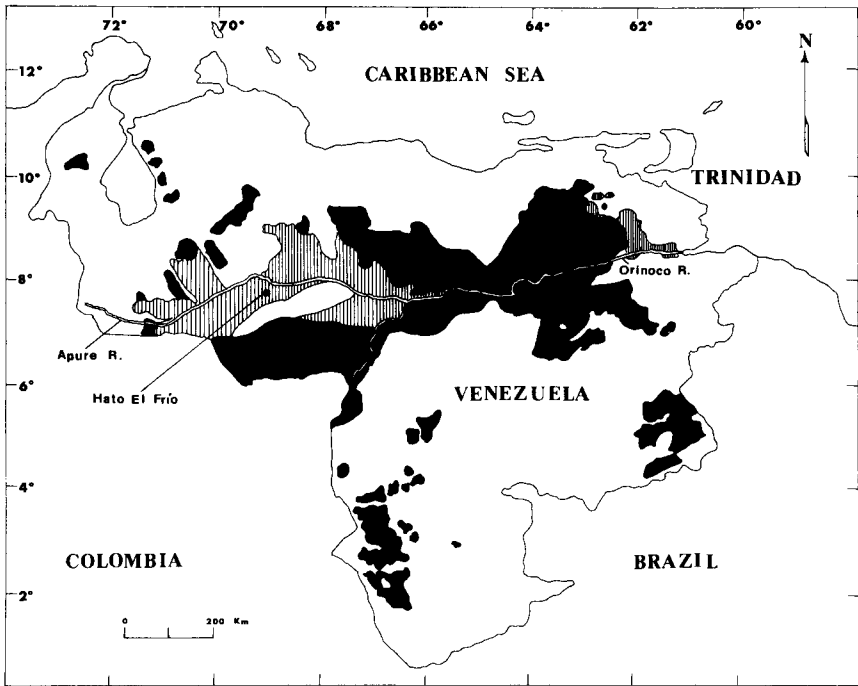 72° 70° 68° 66° 64° 62° 60°
N
12°
CARIBBEAN SEA
10°
TRINIDAD
8°
Orinoco R.
Apure R.
6°
Hato El Frío
VENEZUELA
4°
COLOMBIA
BRAZIL
2°
0 200 Km